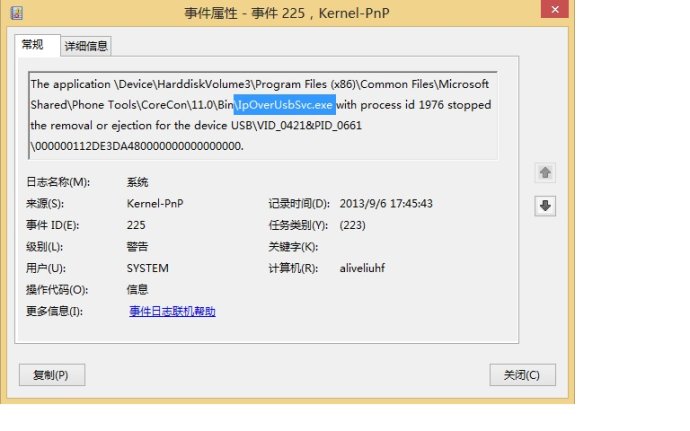 事件属性 - 事件 225，Kernel-PnP
常规 详细信息
The application \Device\HarddiskVolume3\Program Files (x86)\Common Files\Microsoft
Shared\Phone Tools\CoreCon\11.0\Bin\IpOverUsbSvc.exe with process id 1976 stopped
the removal or ejection for the device USB\VID_0421&PID_0661
\000000112DE3DA480000000000000000.
日志名称(M): 系统
来源(S): Kernel-PnP 记录时间(D): 2013/9/6 17:45:43
事件 ID(E): 225 任务类别(Y): (223)
级别(L): 警告 关键字(K):
用户(U): SYSTEM 计算机(R): aliveliuhf
操作代码(O): 信息
更多信息(I): 事件日志联机帮助
复制(P) 关闭(C)